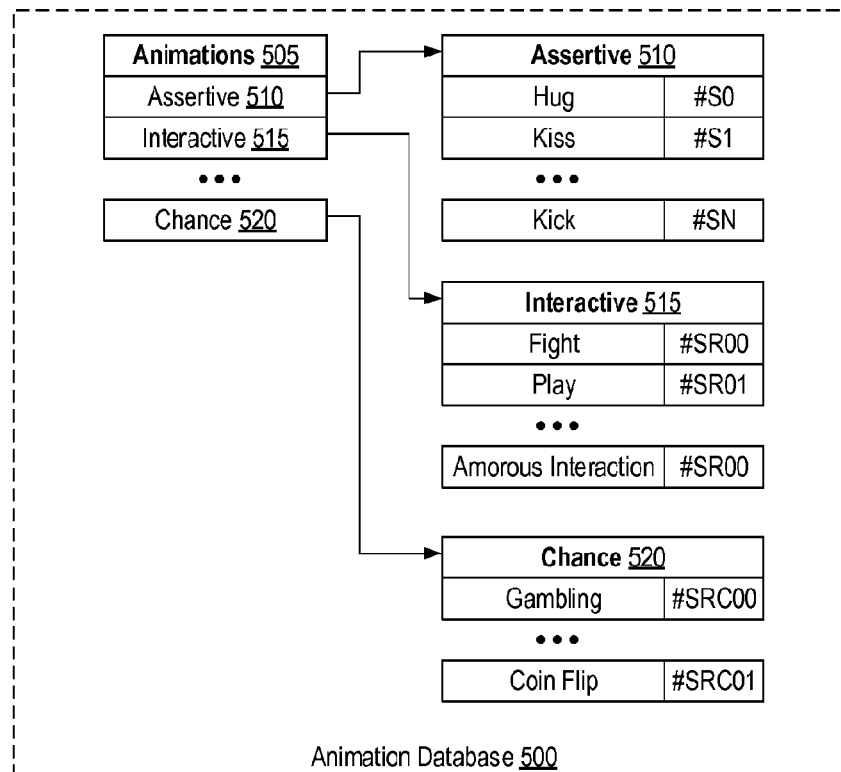 Animations 505
Assertive 510
Interactive 515
•••
Chance 520
Assertive 510
Hug #S0
Kiss #S1
•••
Kick #SN
Interactive 515
Fight #SR00
Play #SR01
•••
Amorous Interaction #SR00
Chance 520
Gambling #SRC00
•••
Coin Flip #SRC01
Animation Database 500